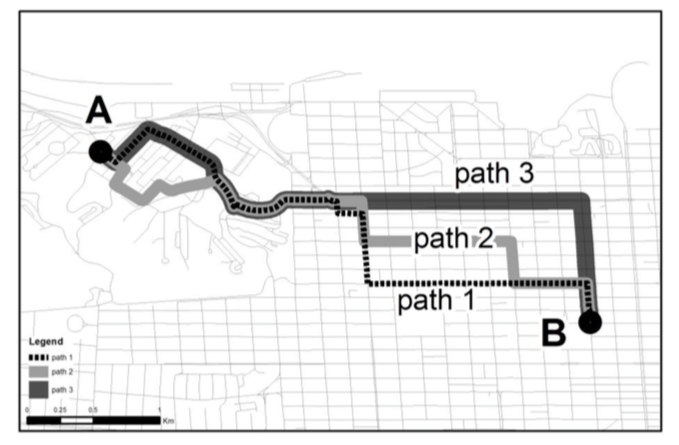 A
path 3
path 2
path 1
B
Legend
path 1
path 2
path 3
0 0.25 0.5 1
Km